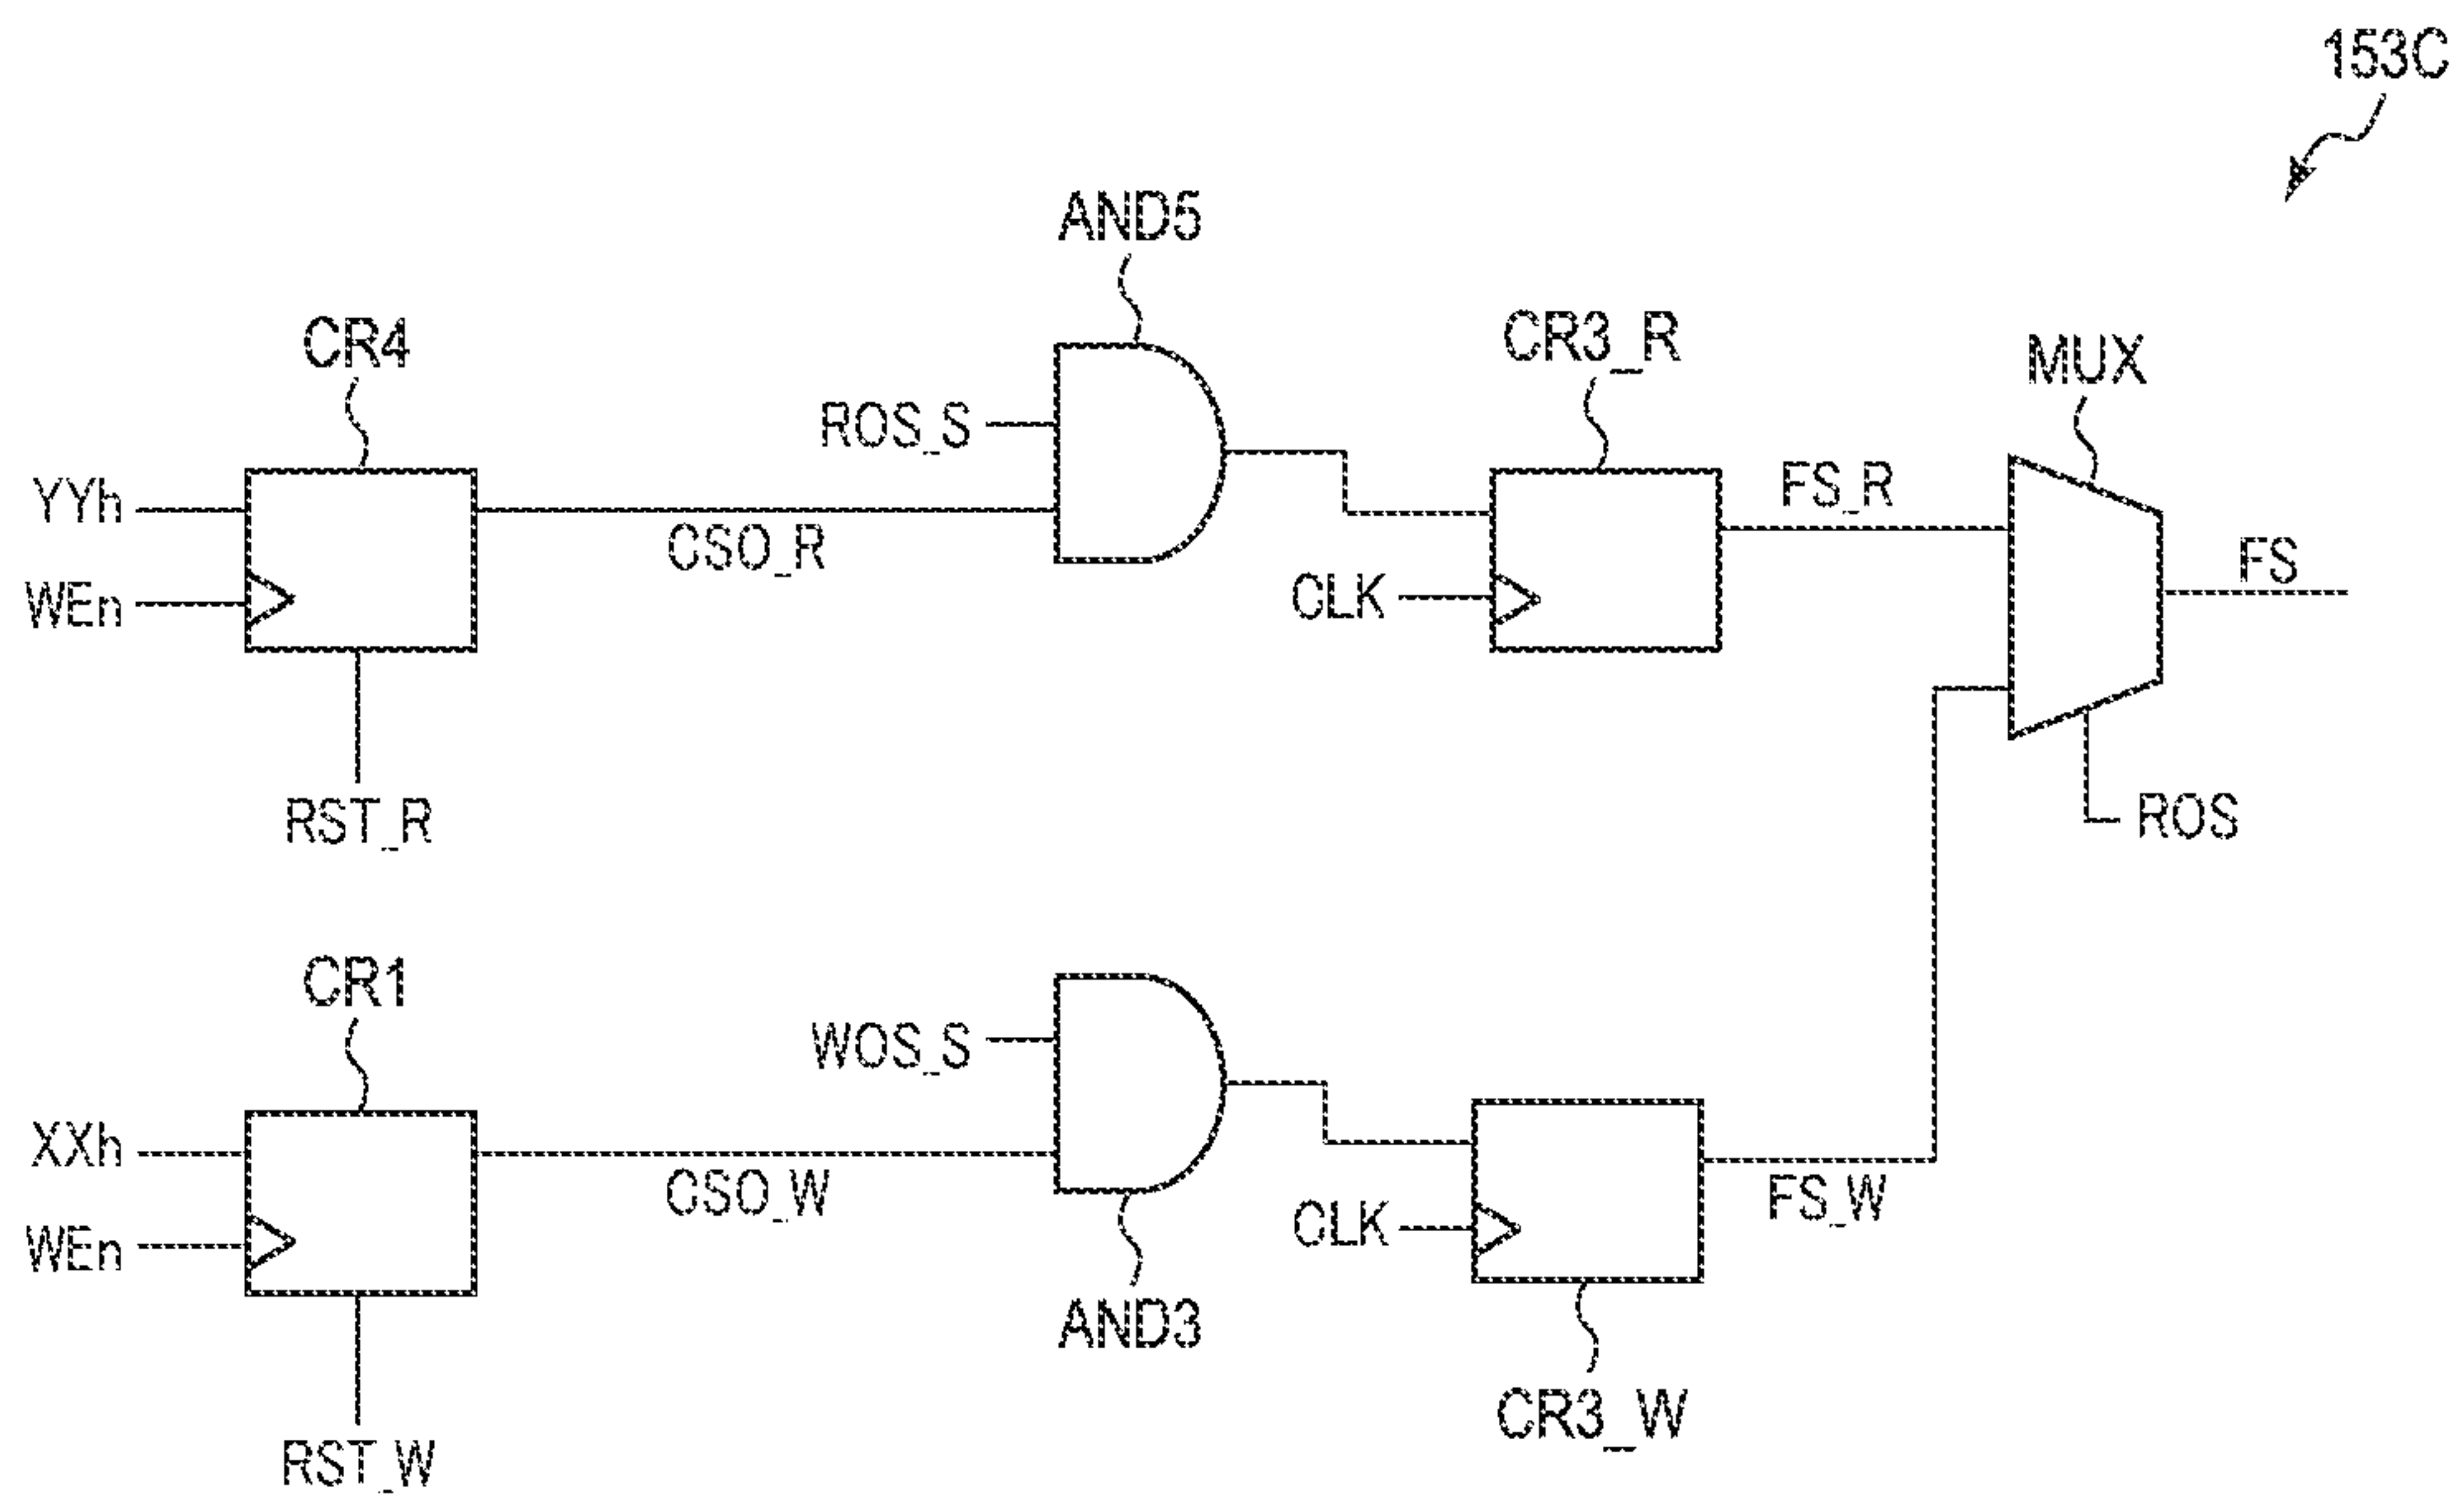 153C
AND5
CR4
CR3_R
MUX
ROS_S
YYh
CSO_R
FS_R
FS
WEn
CLK
RST_R
ROS
CR1
WOS_S
XXh
CSO_W
FS_W
WEn
CLK
AND3
CR3_W
RST_W